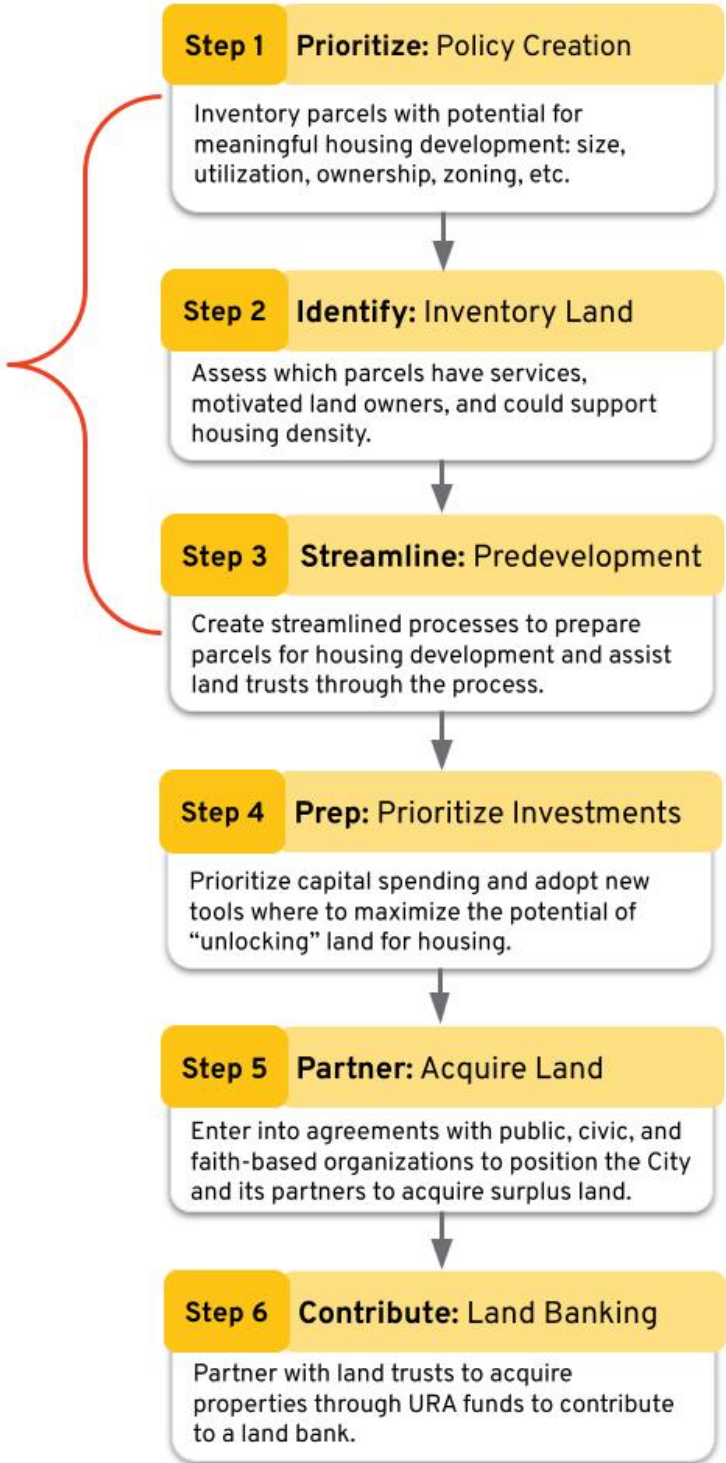 Step 1 Prioritize: Policy Creation
Inventory parcels with potential for
meaningful housing development: size,
utilization, ownership, zoning, etc.
Step 2 Identify: Inventory Land
Assess which parcels have services,
motivated land owners, and could support
housing density.
Step 3 Streamline: Predevelopment
Create streamlined processes to prepare
parcels for housing development and assist
land trusts through the process.
Step 4 Prep: Prioritize Investments
Prioritize capital spending and adopt new
tools where to maximize the potential of
“unlocking” land for housing.
Step 5 Partner: Acquire Land
Enter into agreements with public, civic, and
faith-based organizations to position the City
and its partners to acquire surplus land.
Step 6 Contribute: Land Banking
Partner with land trusts to acquire
properties through URA funds to contribute
to a land bank.